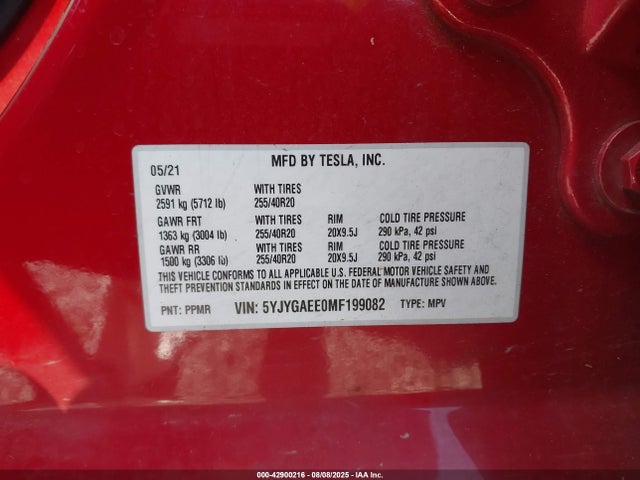 MFD BY TESLA, INC.
05/21
GVWR WITH TIRES
2591 kg (5712 lb) 255/40R20
GAWR FRT WITH TIRES RIM COLD TIRE PRESSURE
1363 kg (3004 lb) 255/40R20 20X9.5J 290 kPa, 42 psi
GAWR RR WITH TIRES RIM COLD TIRE PRESSURE
1500 kg (3306 lb) 255/40R20 20X9.5J 290 kPa, 42 psi
THIS VEHICLE CONFORMS TO ALL APPLICABLE U.S. FEDERAL MOTOR VEHICLE SAFETY AND
THEFT PREVENTION STANDARDS IN EFFECT ON THE DATE OF MANUFACTURE SHOWN ABOVE.
PNT: PPMR VIN: 5YJYGAEE0MF199082 TYPE: MPV
000-42900216 - 08/08/2025 - IAA Inc.